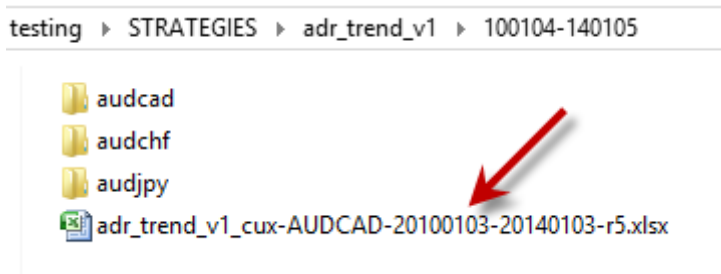 testing ▸ STRATEGIES ▸ adr_trend_v1 ▸ 100104-140105
audcad
audchf
audjpy
adr_trend_v1_cux-AUDCAD-20100103-20140103-r5.xlsx